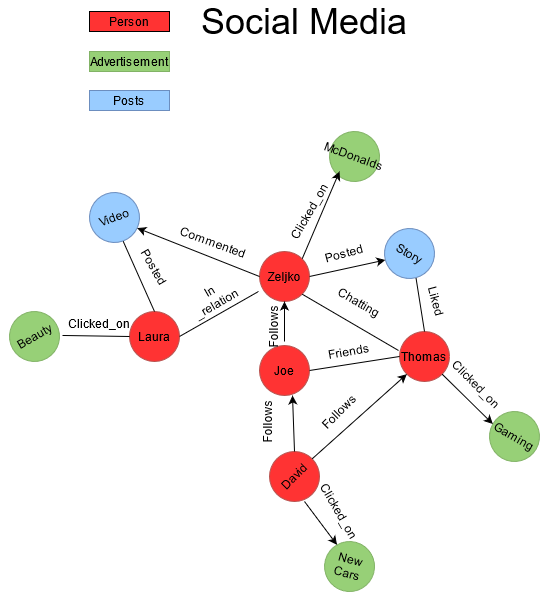 Social Media
Person
Advertisement
Posts
McDonalds
Clicked_on
Video
Commented
Posted
Story
Zeljko
Posted
In
_relation
Chatting
Liked
Beauty
Clicked_on
Laura
Follows
Friends
Thomas
Joe
Clicked_on
Follows
Follows
Gaming
David
Clicked_on
New
Cars